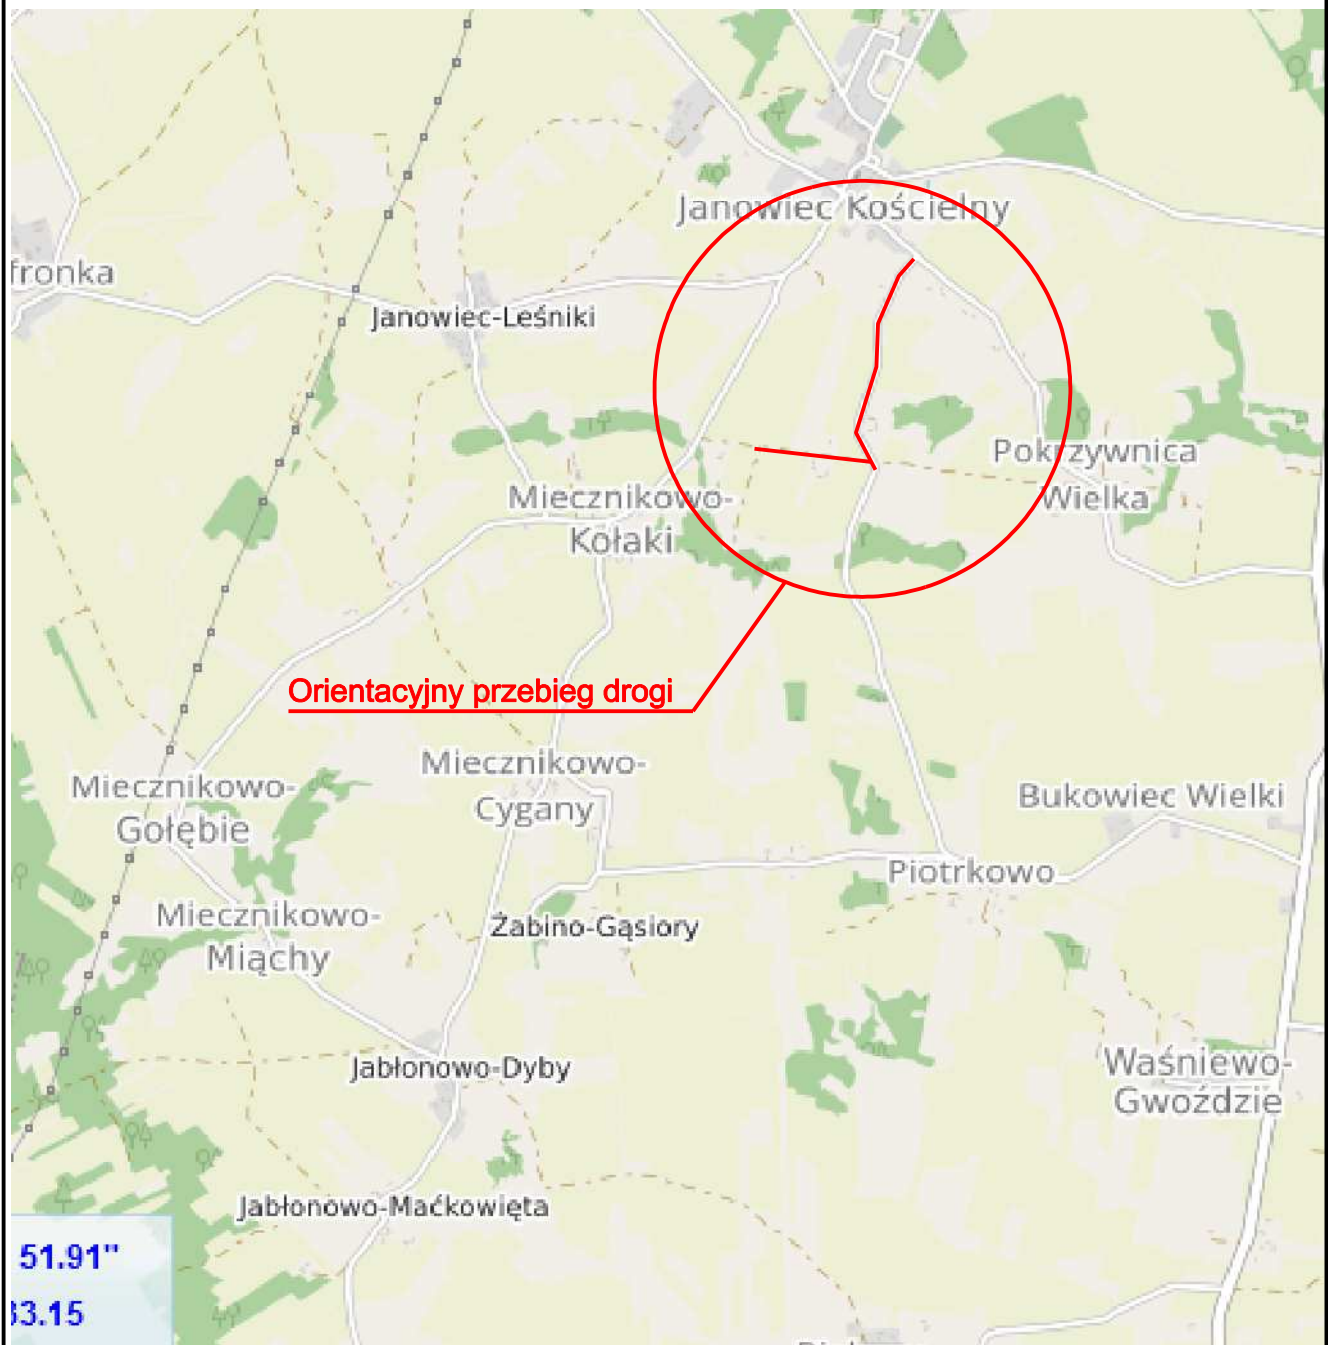 Janowiec Kościelny
fronka
Janowiec-Leśniki
Pokrzywnica
Wielka
Miecznikowo-
Kołaki
Orientacyjny przebieg drogi
Miecznikowo-
Cygany
Miecznikowo-
Gołębie
Bukowiec Wielki
Piotrkowo
Miecznikowo-
Miąchy
Żabino-Gąsiory
Jabłonowo-Dyby
Waśniewo-
Gwoździe
Jabłonowo-Maćkowięta
51.91"
33.15